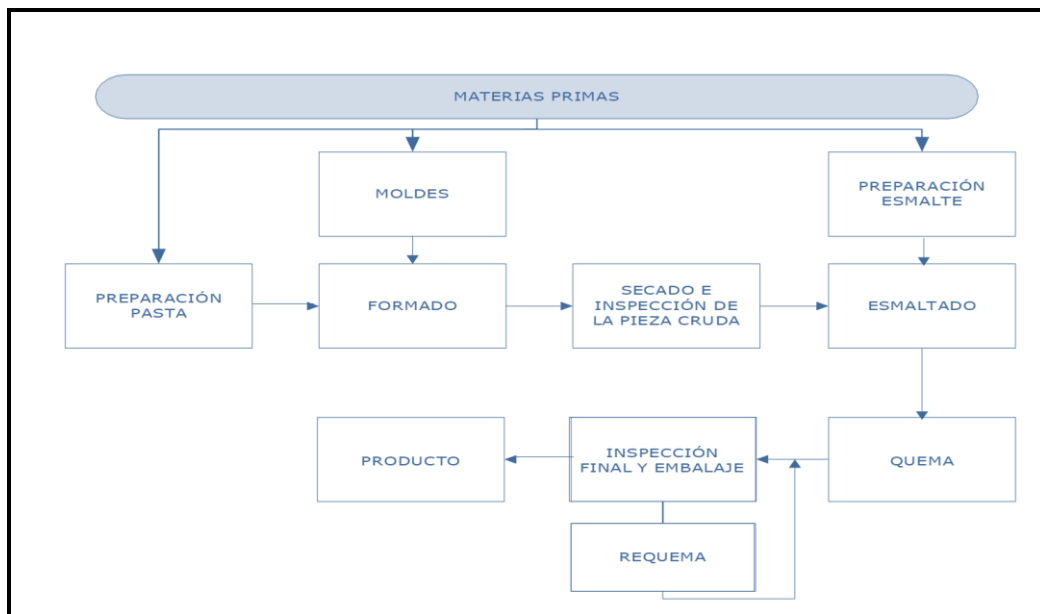 MATERIAS PRIMAS
MOLDES
PREPARACIÓN
ESMALTE
PREPARACIÓN
PASTA
FORMADO
SECADO E
INSPECCIÓN DE
LA PIEZA CRUDA
ESMALTADO
PRODUCTO
INSPECCIÓN
FINAL Y EMBALAJE
QUEMA
REQUEMA